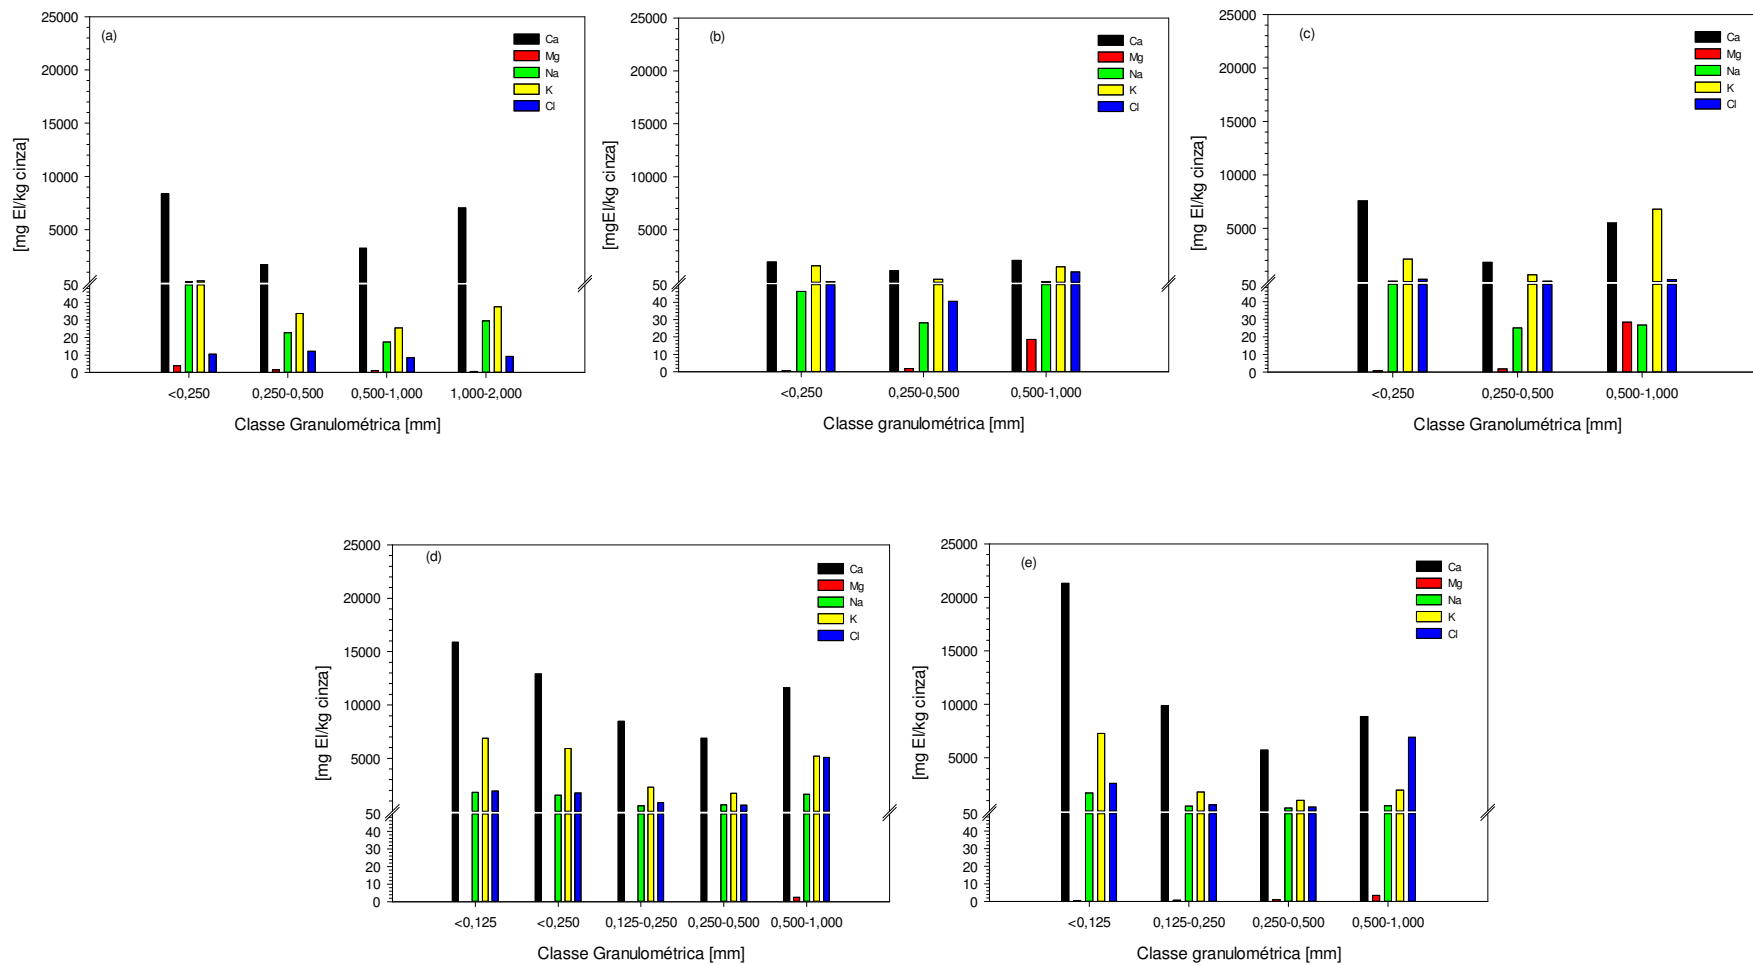 (a)
[mg El/kg cinza]
25000
20000
15000
10000
5000
50
40
30
20
10
0
Ca
Mg
Na
K
Cl
<0,250 0,250-0,500 0,500-1,000 1,000-2,000
Classe Granulométrica [mm]
(b)
[mgEl/kg cinza]
25000
20000
15000
10000
5000
50
40
30
20
10
0
Ca
Mg
Na
K
Cl
<0,250 0,250-0,500 0,500-1,000
Classe granulométrica [mm]
(c)
[mg El/kg cinza]
25000
20000
15000
10000
5000
50
40
30
20
10
0
Ca
Mg
Na
K
Cl
<0,250 0,250-0,500 0,500-1,000
Classe Granolumétrica [mm]
(d)
[mg El/kg cinza]
25000
20000
15000
10000
5000
50
40
30
20
10
0
Ca
Mg
Na
K
Cl
<0,125 <0,250 0,125-0,250 0,250-0,500 0,500-1,000
Classe Granulométrica [mm]
(e)
[mg El/kg cinza]
25000
20000
15000
10000
5000
50
40
30
20
10
0
Ca
Mg
Na
K
Cl
<0,125 0,125-0,250 0,250-0,500 0,500-1,000
Classe granulométrica [mm]